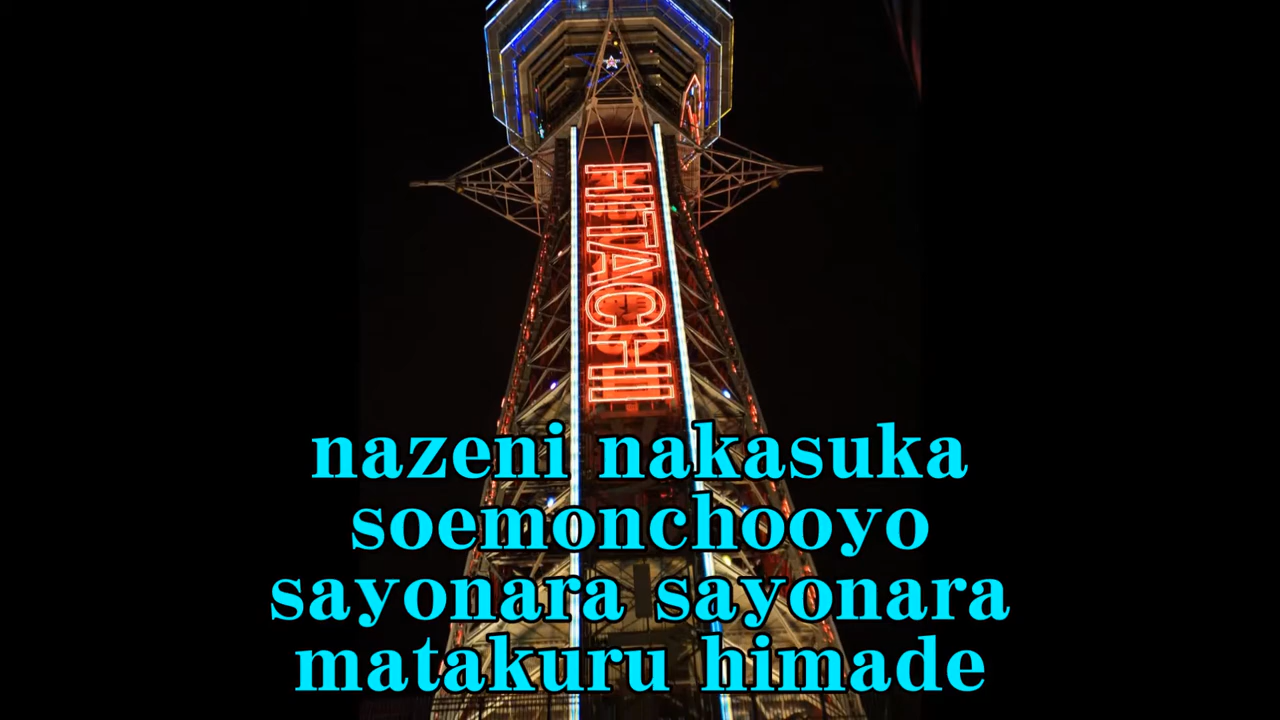 HITACHI
nazeni nakasuka
soemonchooyo
sayonara sayonara
matakuru himade